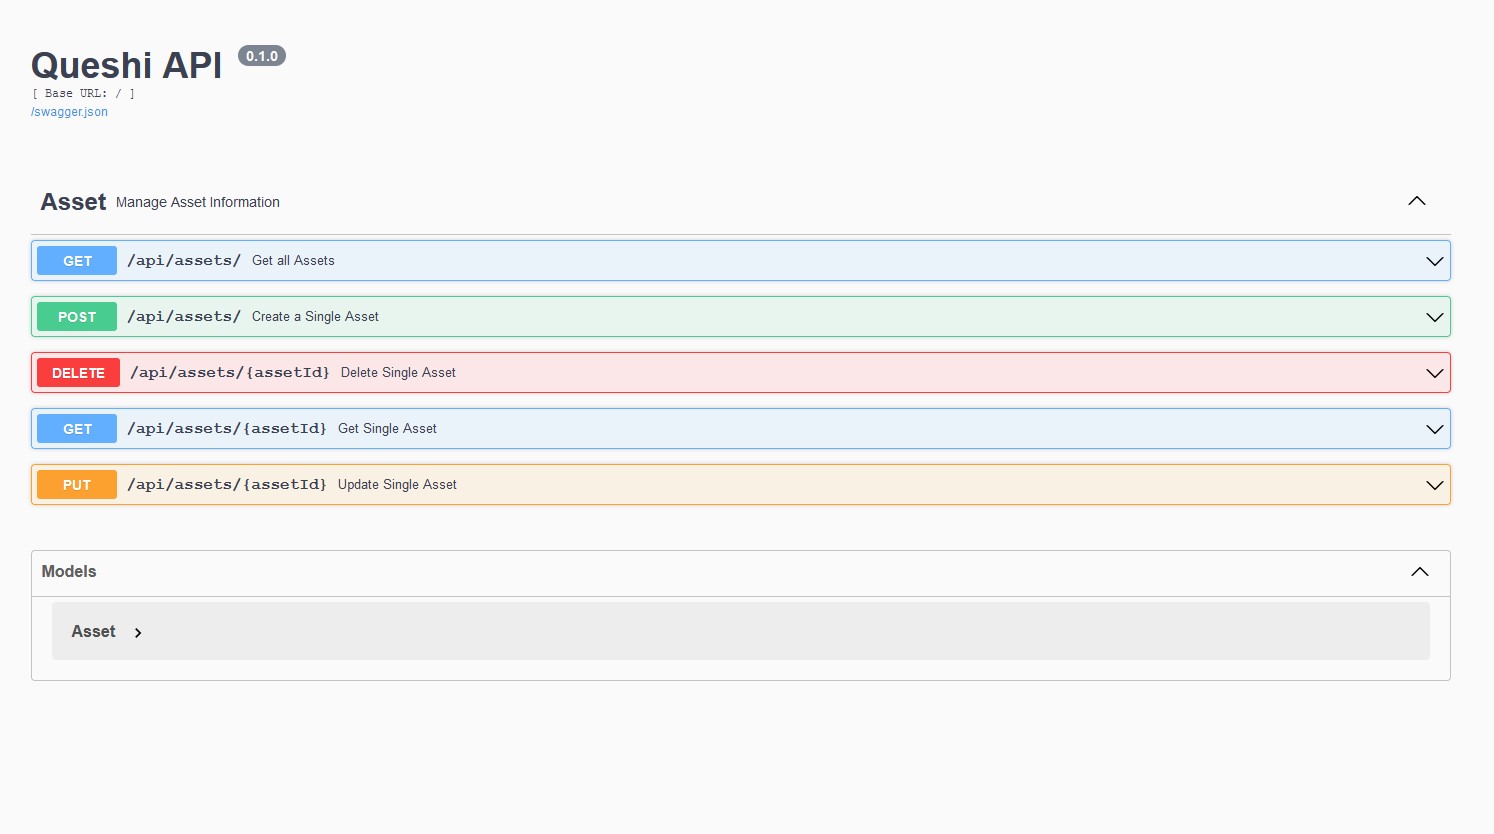 Queshi API 0.1.0
[ Base URL: / ]
/swagger.json
Asset Manage Asset Information
GET /api/assets/ Get all Assets
POST /api/assets/ Create a Single Asset
DELETE /api/assets/{assetId} Delete Single Asset
GET /api/assets/{assetId} Get Single Asset
PUT /api/assets/{assetId} Update Single Asset
Models
Asset